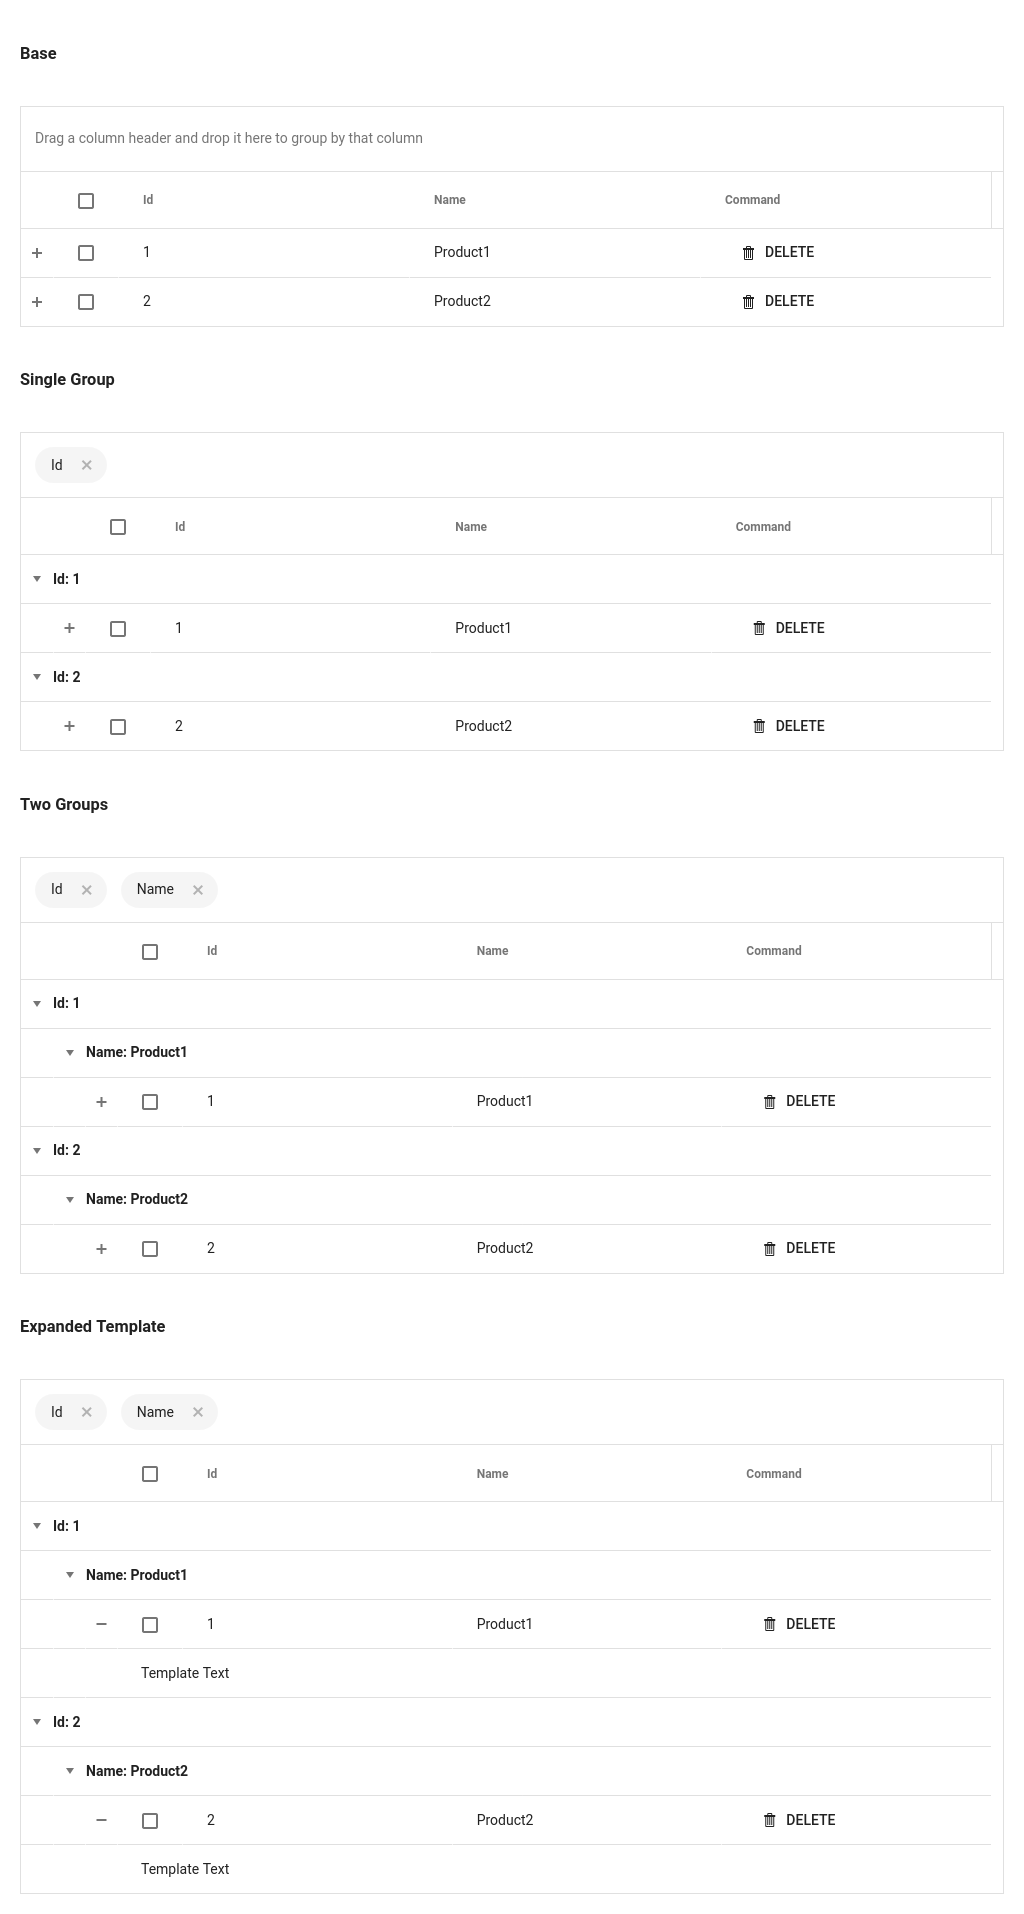 Base
Drag a column header and drop it here to group by that column
Id Name Command
1 Product1 DELETE
2 Product2 DELETE
Single Group
Id
Id Name Command
Id: 1
1 Product1 DELETE
Id: 2
2 Product2 DELETE
Two Groups
Id Name
Id Name Command
Id: 1
Name: Product1
1 Product1 DELETE
Id: 2
Name: Product2
2 Product2 DELETE
Expanded Template
Id Name
Id Name Command
Id: 1
Name: Product1
1 Product1 DELETE
Template Text
Id: 2
Name: Product2
2 Product2 DELETE
Template Text